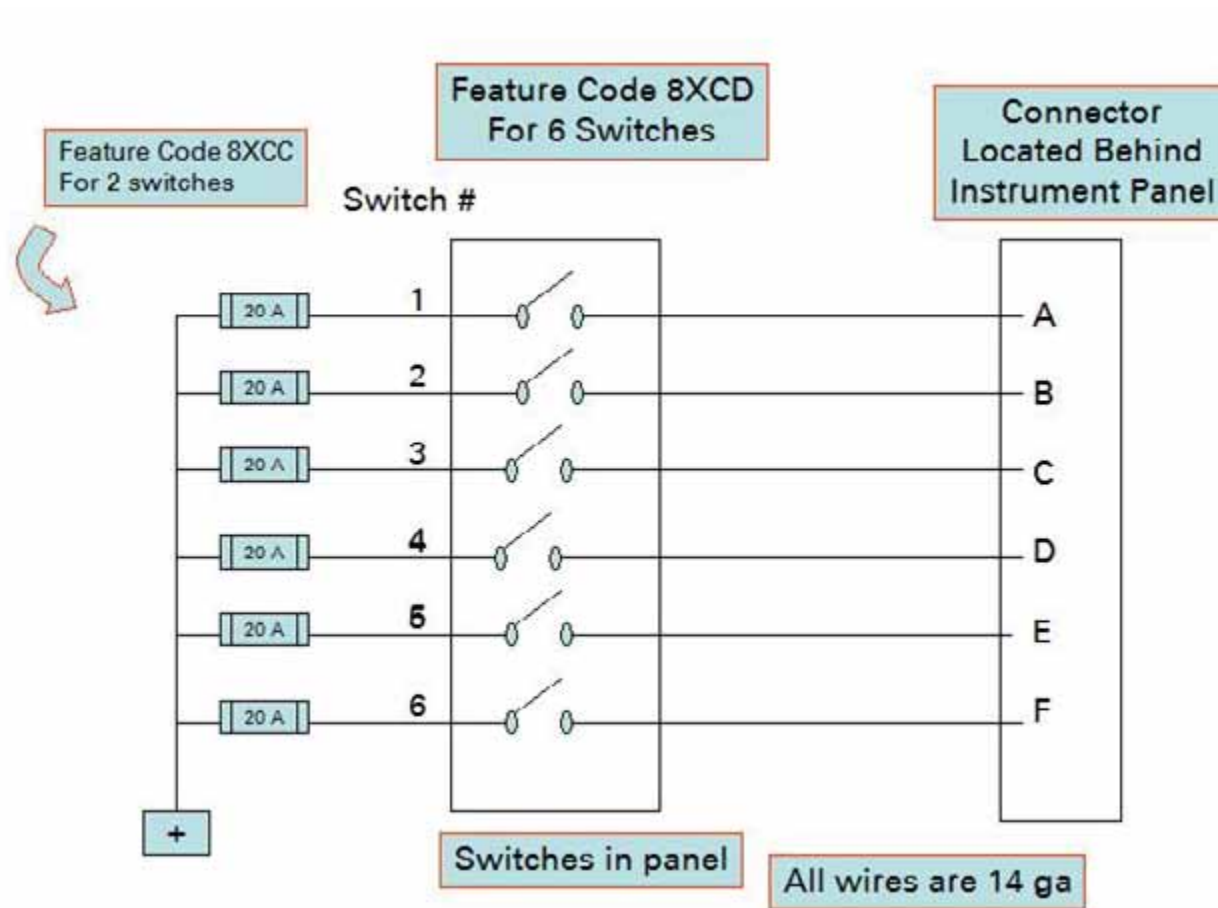 Feature Code 8XCD
For 6 Switches
Connector
Located Behind
Instrument Panel
Feature Code 8XCC
For 2 switches
Switch #
20 A 1 A
20 A 2 B
20 A 3 C
20 A 4 D
20 A 5 E
20 A 6 F
+
Switches in panel
All wires are 14 ga